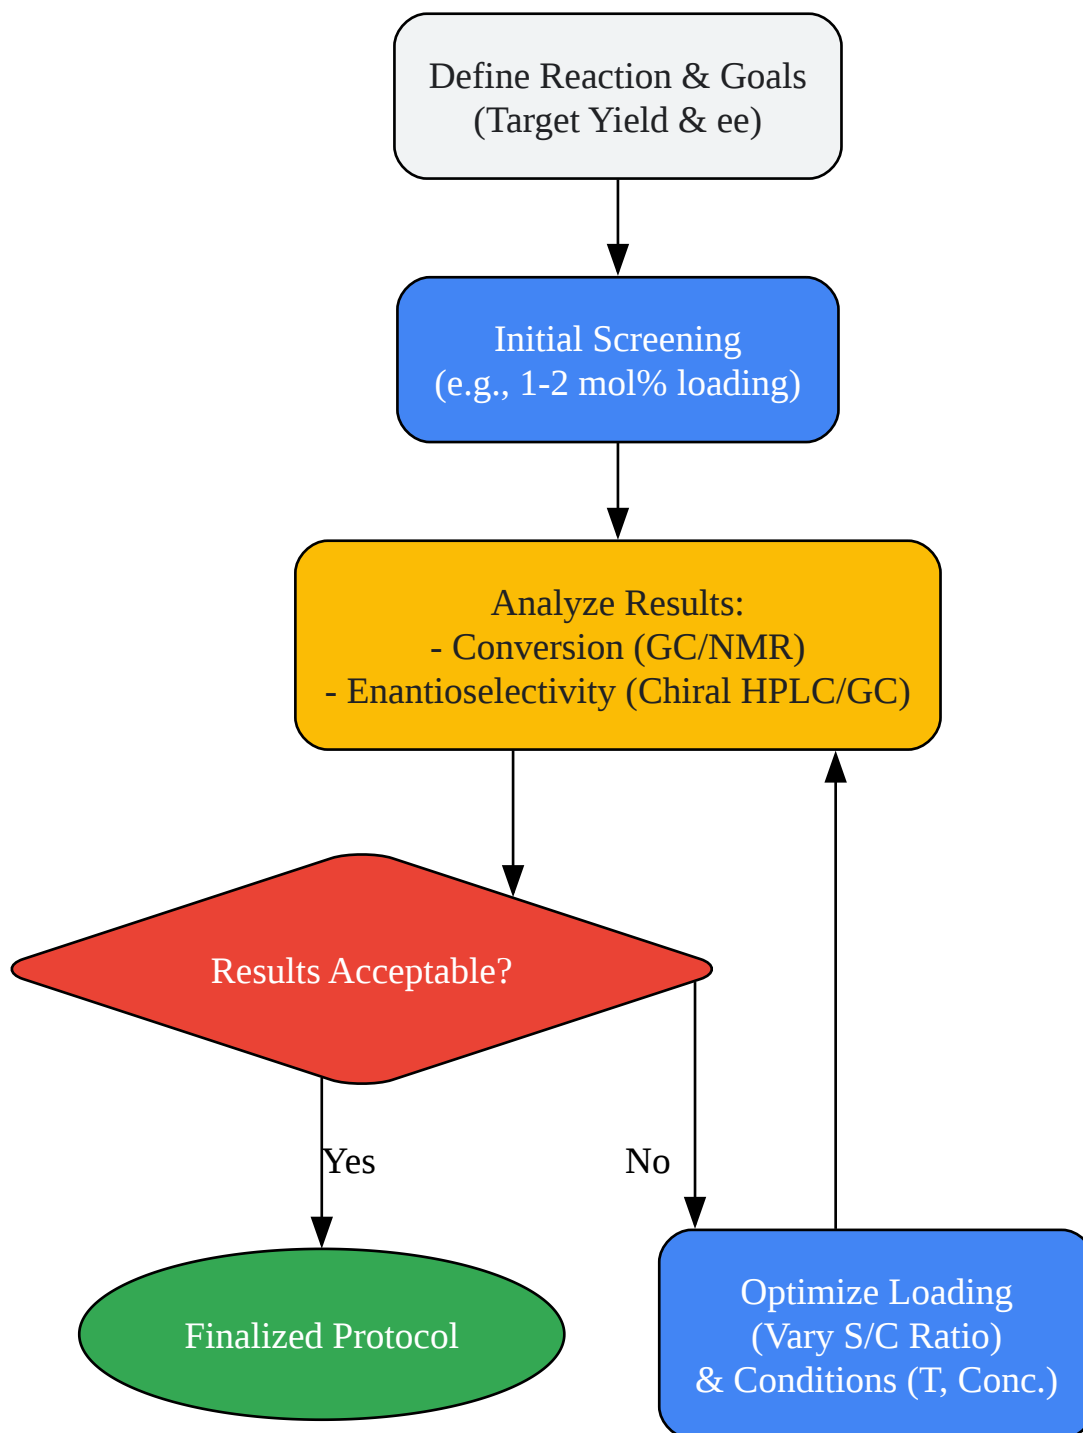 Define Reaction & Goals
(Target Yield & ee)
Initial Screening
(e.g., 1-2 mol% loading)
Analyze Results:
- Conversion (GC/NMR)
- Enantioselectivity (Chiral HPLC/GC)
Results Acceptable?
Yes
No
Finalized Protocol
Optimize Loading
(Vary S/C Ratio)
& Conditions (T, Conc.)